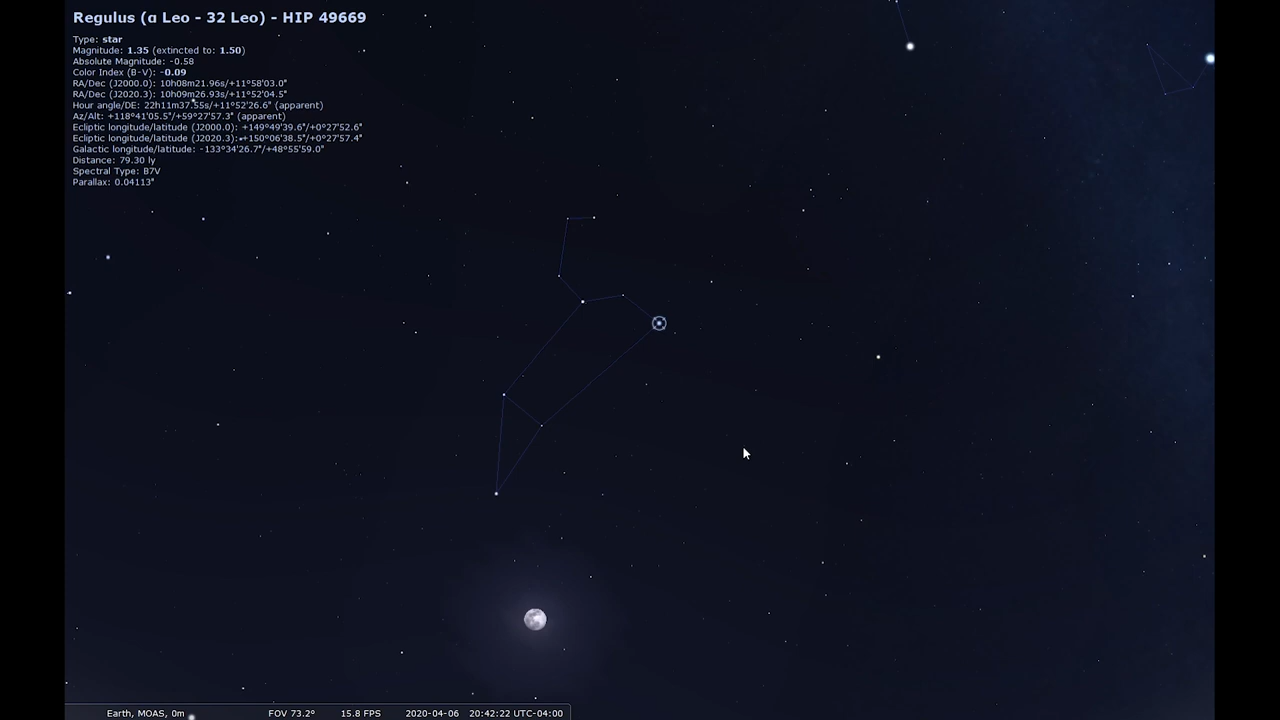 Regulus (α Leo - 32 Leo) - HIP 49669
Type: star
Magnitude: 1.35 (extincted to: 1.50)
Absolute Magnitude: -0.58
Color Index (B-V): -0.09
RA/Dec (J2000.0): 10h08m21.96s/+11°58'03.0"
RA/Dec (J2020.3): 10h09m26.93s/+11°52'04.5"
Hour angle/DE: 22h11m37.55s/+11°52'26.6" (apparent)
Az/Alt: +118°41'05.5"/+59°27'57.3" (apparent)
Ecliptic longitude/latitude (J2000.0): +149°49'39.6"/+0°27'52.6"
Ecliptic longitude/latitude (J2020.3): +150°06'38.5"/+0°27'57.4"
Galactic longitude/latitude: -133°34'26.7"/+48°55'59.0"
Distance: 79.30 ly
Spectral Type: B7V
Parallax: 0.04113"
Earth, MOAS, 0m FOV 73.2° 15.8 FPS 2020-04-06 20:42:22 UTC-04:00